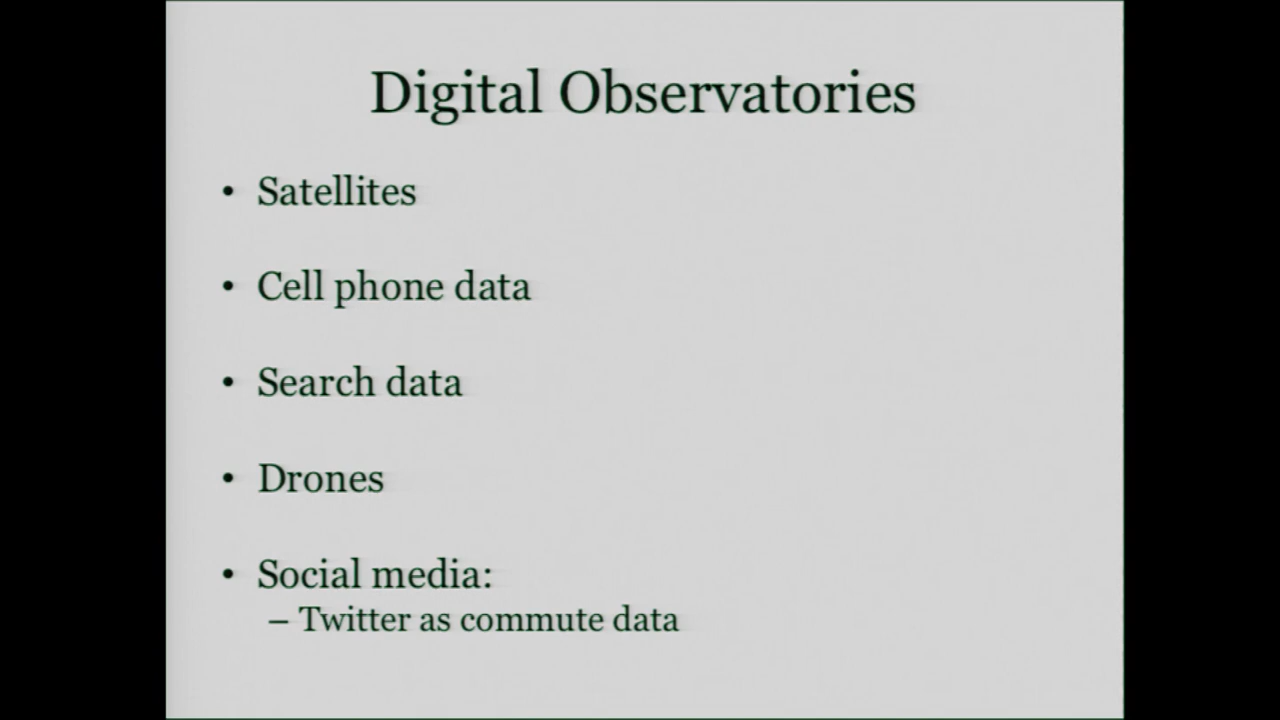 Digital Observatories
• Satellites
• Cell phone data
• Search data
• Drones
• Social media:
– Twitter as commute data